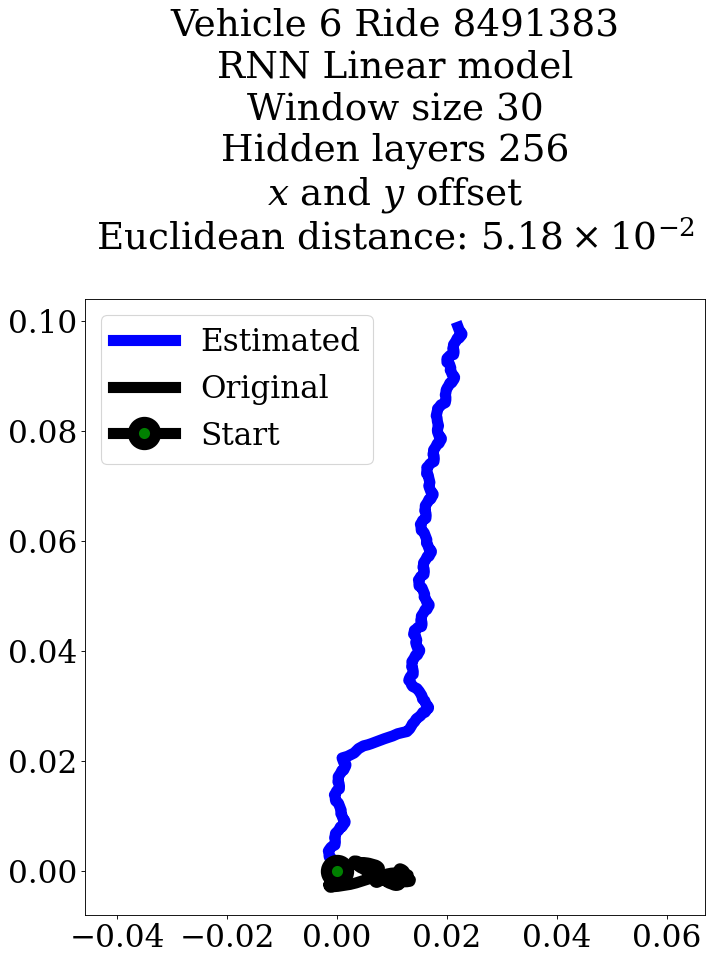 Vehicle 6 Ride 8491383
RNN Linear model
Window size 30
Hidden layers 256
x and y offset
Euclidean distance: 5.18 × 10⁻²
Estimated
Original
Start
0.10
0.08
0.06
0.04
0.02
0.00
−0.04 −0.02 0.00 0.02 0.04 0.06